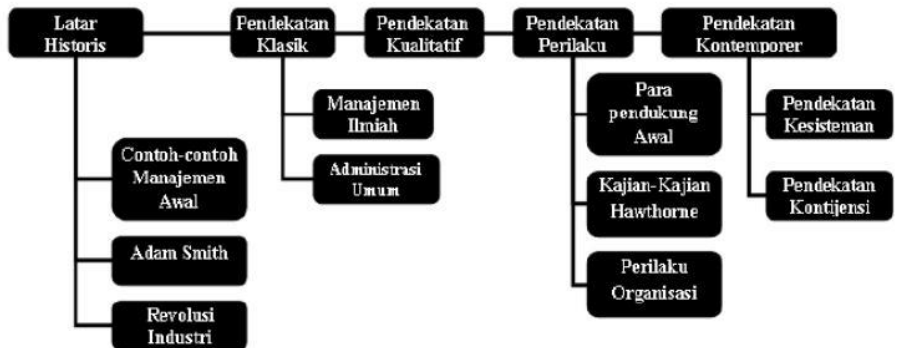 Latar
Historis
Pendekatan
Klasik
Pendekatan
Kualitatif
Pendekatan
Perilaku
Pendekatan
Kontemporer
Contoh-contoh
Manajemen
Awal
Adam Smith
Revolusi
Industri
Manajemen
Ilmiah
Administrasi
Umum
Para
pendukung
Awal
Kajian-Kajian
Hawthorne
Perilaku
Organisasi
Pendekatan
Kesisteman
Pendekatan
Kontijensi